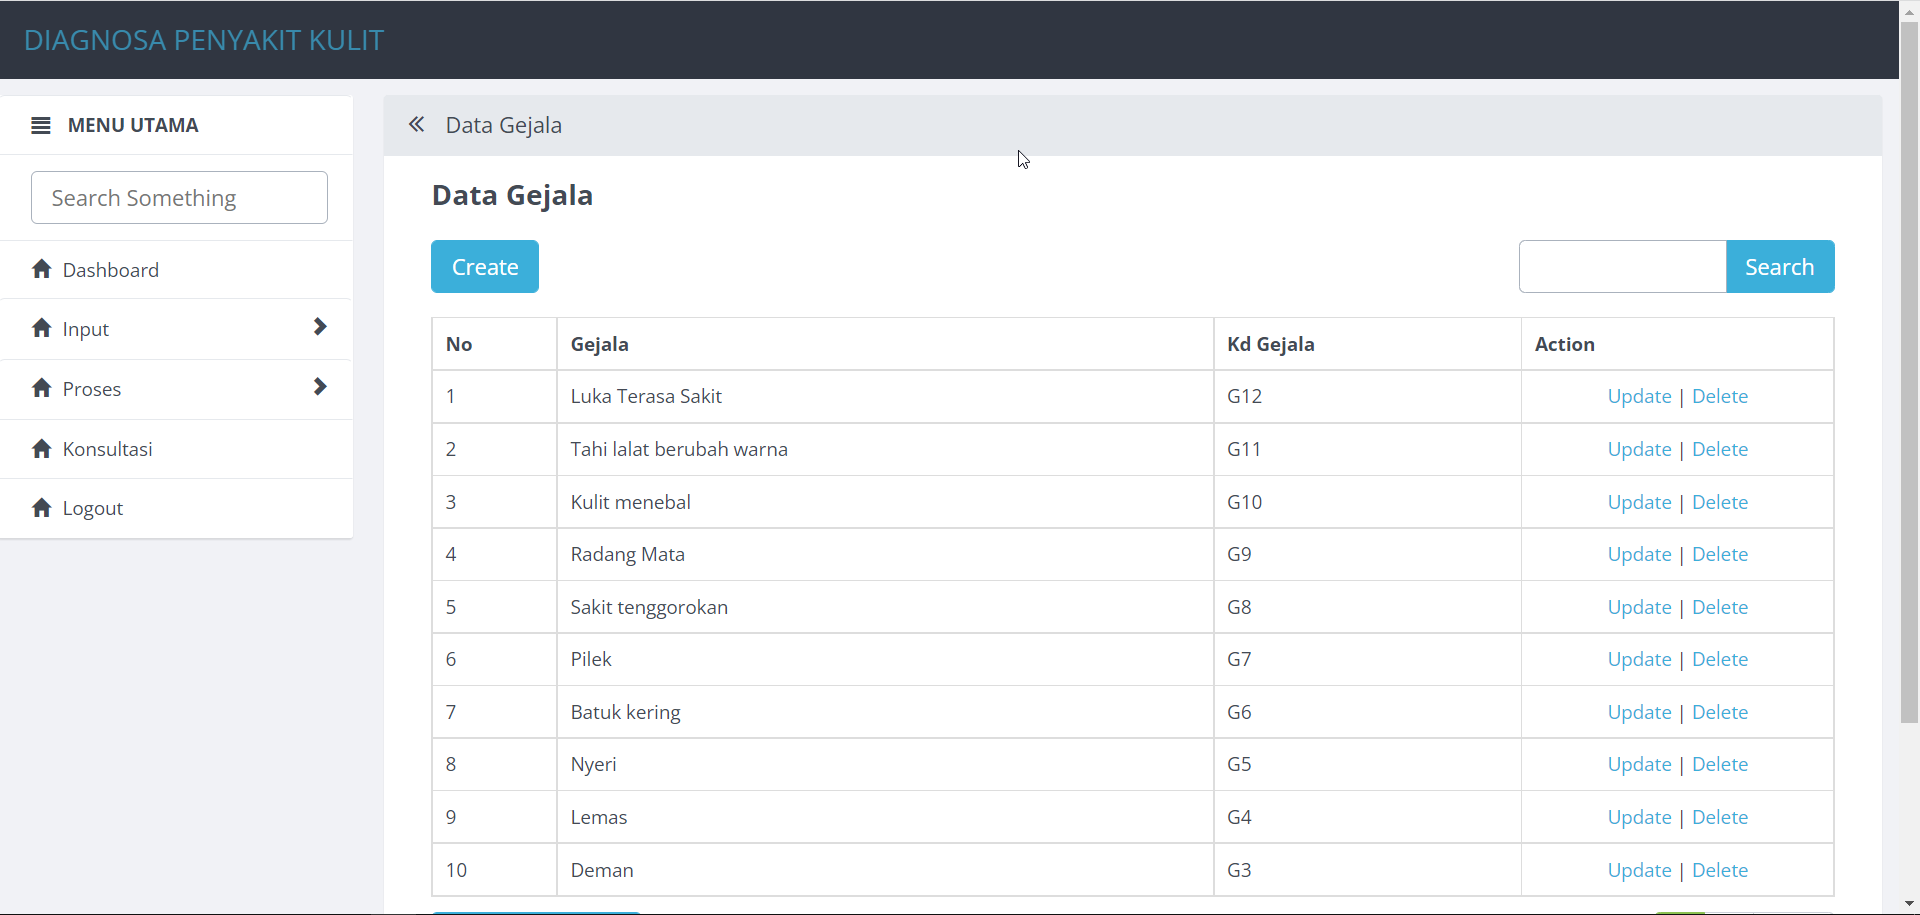 DIAGNOSA PENYAKIT KULIT
MENU UTAMA
Search Something
Dashboard
Input
Proses
Konsultasi
Logout
Data Gejala
Data Gejala
Create
Search
No Gejala Kd Gejala Action
1 Luka Terasa Sakit G12 Update | Delete
2 Tahi lalat berubah warna G11 Update | Delete
3 Kulit menebal G10 Update | Delete
4 Radang Mata G9 Update | Delete
5 Sakit tenggorokan G8 Update | Delete
6 Pilek G7 Update | Delete
7 Batuk kering G6 Update | Delete
8 Nyeri G5 Update | Delete
9 Lemas G4 Update | Delete
10 Deman G3 Update | Delete